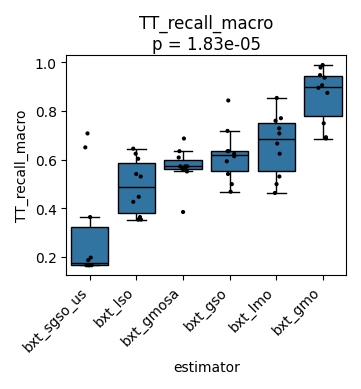 TT_recall_macro
p = 1.83e-05
TT_recall_macro
1.0
0.8
0.6
0.4
0.2
bxt_sgso_us
bxt_lso
bxt_gmosa
bxt_gso
bxt_lmo
bxt_gmo
estimator